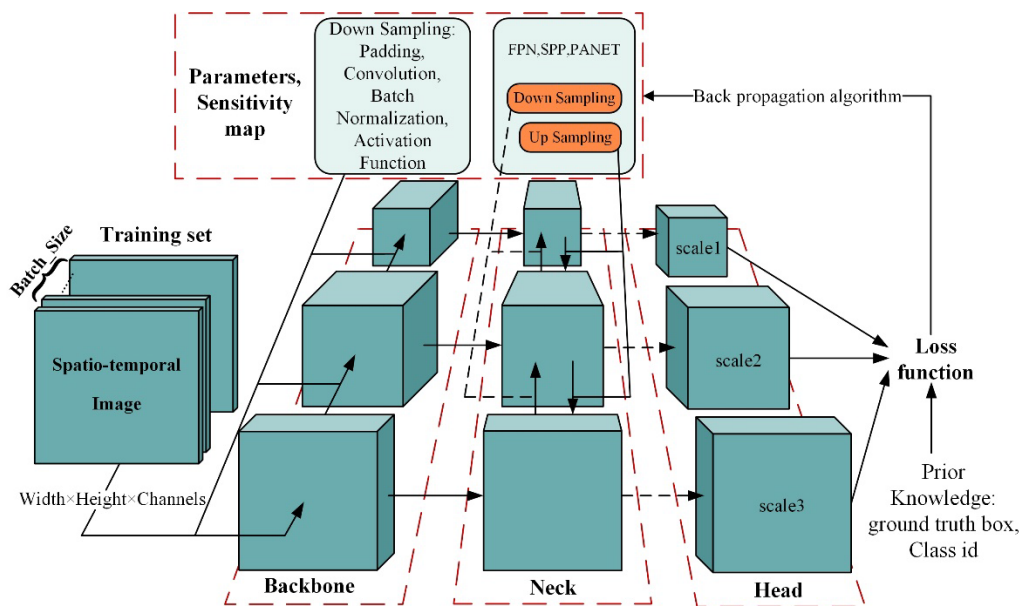 Down Sampling:
Padding,
Convolution,
Batch
Normalization,
Activation
Function
Parameters,
Sensitivity
map
FPN,SPP,PANET
Down Sampling
Up Sampling
Back propagation algorithm
Batch_Size
Training set
Spatio-temporal
Image
Width×Height×Channels
scale1
scale2
scale3
Loss
function
Prior
Knowledge:
ground truth box,
Class id
Backbone
Neck
Head